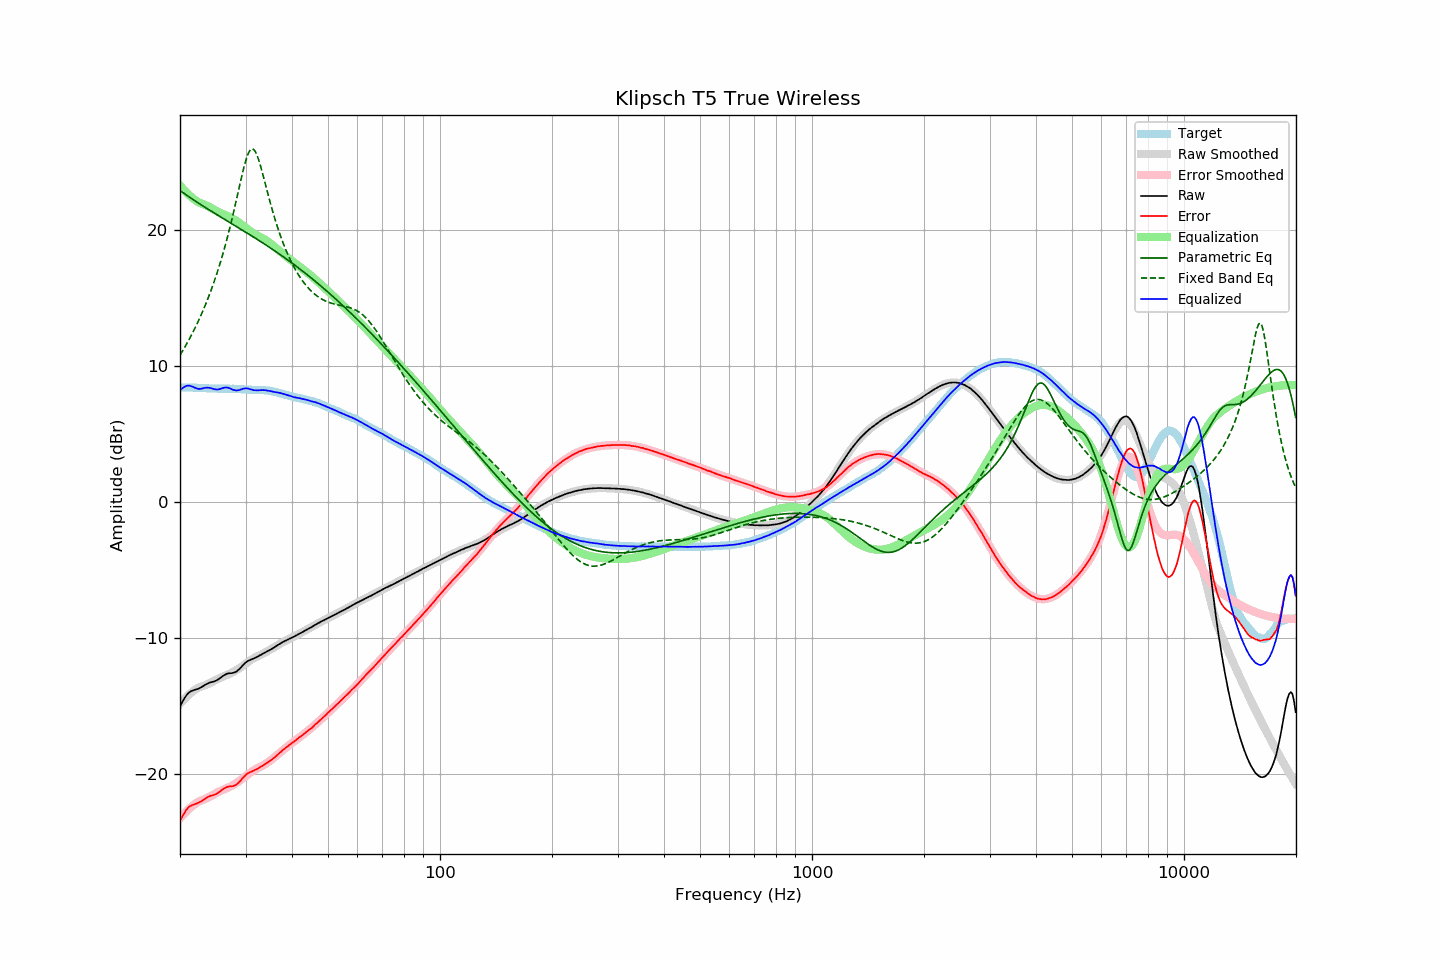 Klipsch T5 True Wireless
Target
Raw Smoothed
Error Smoothed
Raw
Error
Equalization
Parametric Eq
Fixed Band Eq
Equalized
Amplitude (dBr)
20
10
0
−10
−20
100
1000
10000
Frequency (Hz)